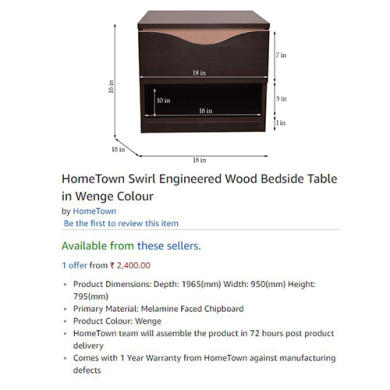 7 in
18 in
16 in
10 in
5 in
16 in
1 in
16 in
18 in
HomeTown Swirl Engineered Wood Bedside Table
in Wenge Colour
by HomeTown
Be the first to review this item
Available from these sellers.
1 offer from ₹ 2,400.00
• Product Dimensions: Depth: 1965(mm) Width: 950(mm) Height:
795(mm)
• Primary Material: Melamine Faced Chipboard
• Product Colour: Wenge
• HomeTown team will assemble the product in 72 hours post product
delivery
• Comes with 1 Year Warranty from HomeTown against manufacturing
defects